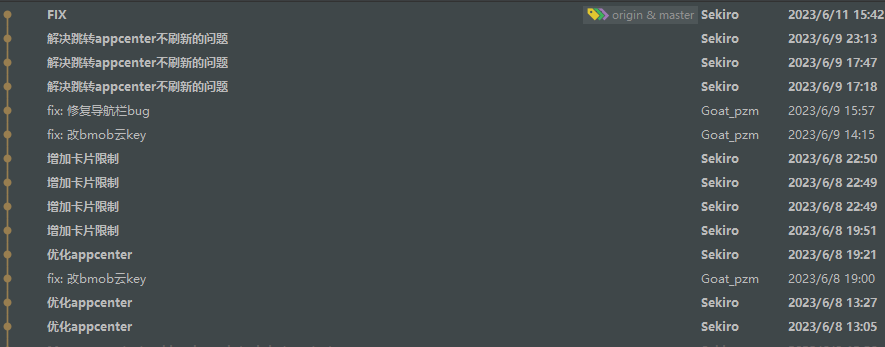 FIX origin & master Sekiro 2023/6/11 15:42
解决跳转appcenter不刷新的问题 Sekiro 2023/6/9 23:13
解决跳转appcenter不刷新的问题 Sekiro 2023/6/9 17:47
解决跳转appcenter不刷新的问题 Sekiro 2023/6/9 17:18
fix: 修复导航栏bug Goat_pzm 2023/6/9 15:57
fix: 改bmob云key Goat_pzm 2023/6/9 14:15
增加卡片限制 Sekiro 2023/6/8 22:50
增加卡片限制 Sekiro 2023/6/8 22:49
增加卡片限制 Sekiro 2023/6/8 22:49
增加卡片限制 Sekiro 2023/6/8 19:51
优化appcenter Sekiro 2023/6/8 19:21
fix: 改bmob云key Goat_pzm 2023/6/8 19:00
优化appcenter Sekiro 2023/6/8 13:27
优化appcenter Sekiro 2023/6/8 13:05